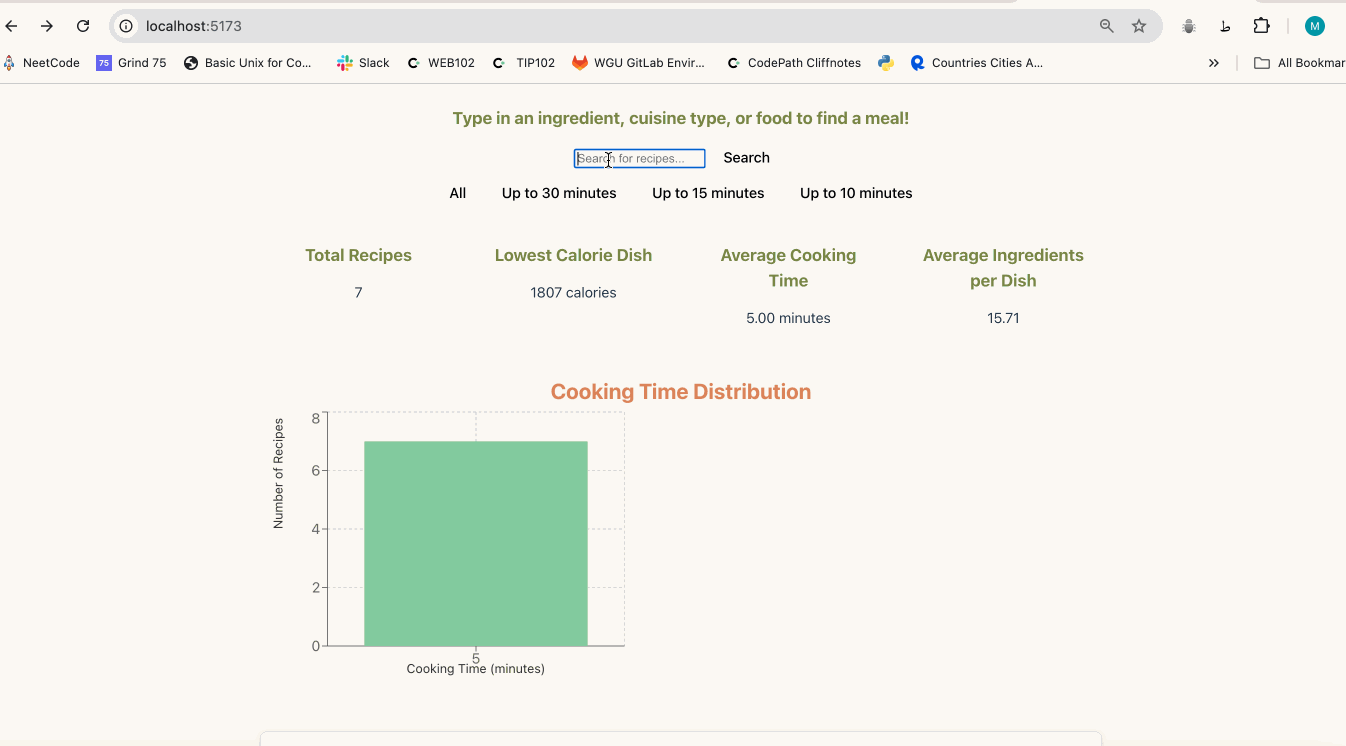 localhost:5173
M
NeetCode
75
Grind 75
Basic Unix for Co...
Slack
WEB102
TIP102
WGU GitLab Envir...
CodePath Cliffnotes
Countries Cities A...
»
All Bookmar
Type in an ingredient, cuisine type, or food to find a meal!
Search for recipes...
Search
All
Up to 30 minutes
Up to 15 minutes
Up to 10 minutes
Total Recipes
7
Lowest Calorie Dish
1807 calories
Average Cooking
Time
5.00 minutes
Average Ingredients
per Dish
15.71
Cooking Time Distribution
Number of Recipes
8
6
4
2
0
5
Cooking Time (minutes)